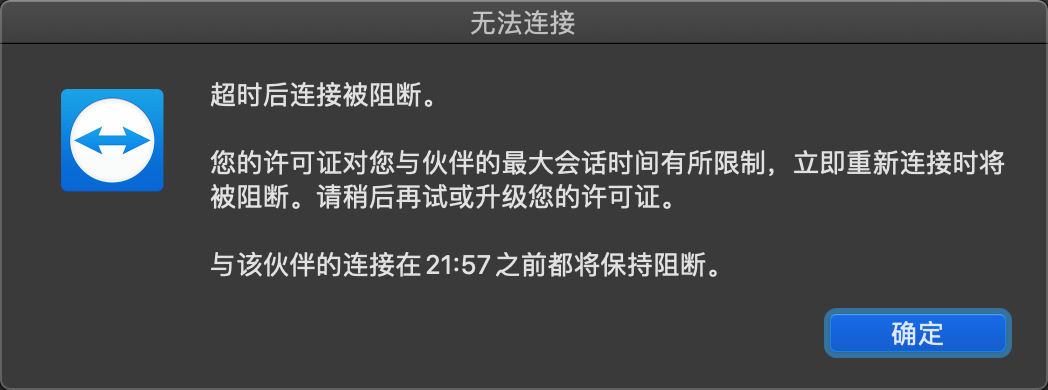 无法连接
超时后连接被阻断。
您的许可证对您与伙伴的最大会话时间有所限制，立即重新连接时将
被阻断。请稍后再试或升级您的许可证。
与该伙伴的连接在 21:57 之前都将保持阻断。
确定